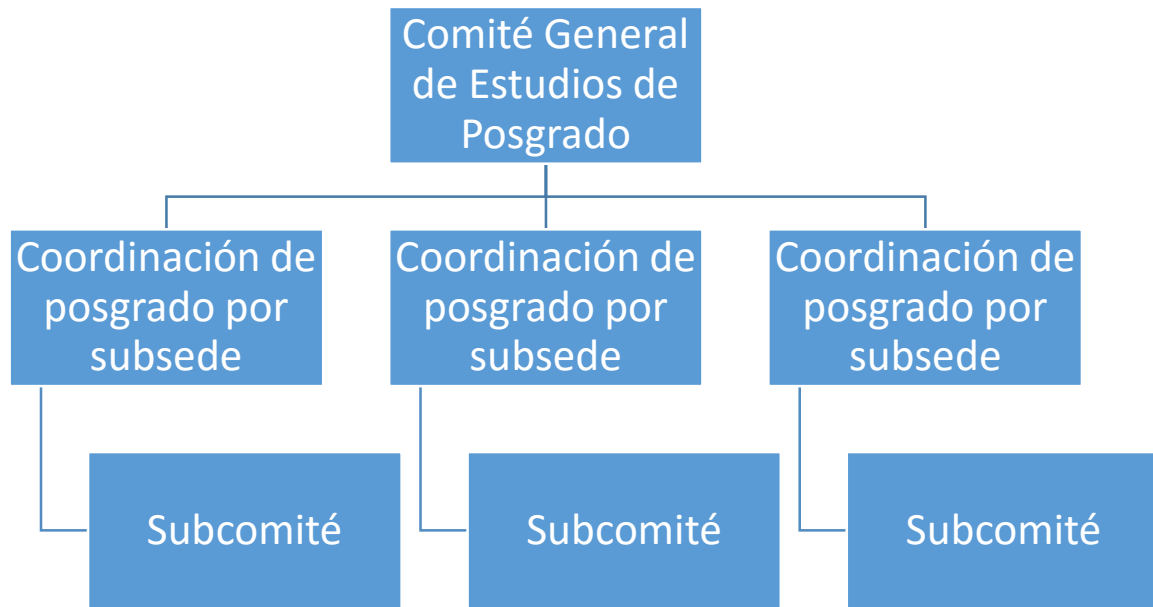 Comité General
de Estudios de
Posgrado
Coordinación de
posgrado por
subsede
Coordinación de
posgrado por
subsede
Coordinación de
posgrado por
subsede
Subcomité
Subcomité
Subcomité